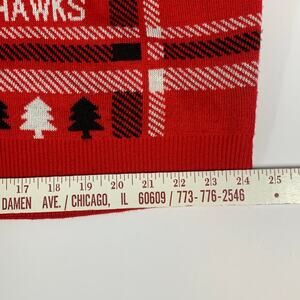 HAWKS
17 18 19 20 21 22 23 24 25
DAMEN AVE. / CHICAGO, IL 60609 / 773-776-2546